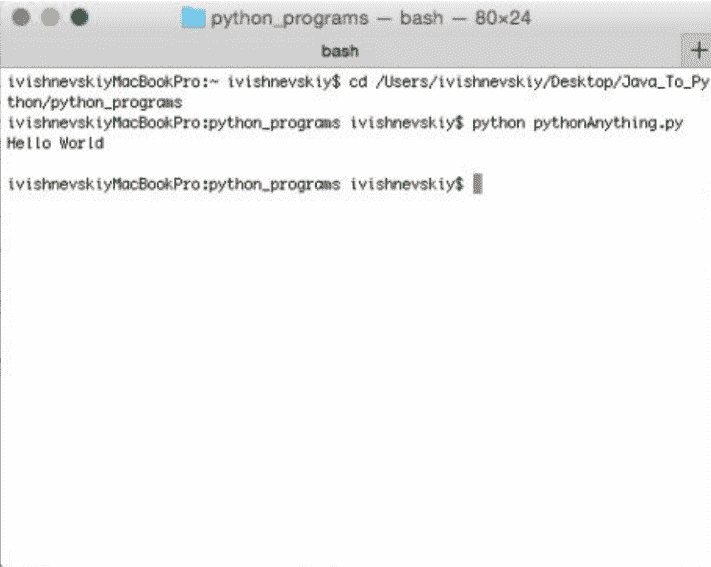 python_programs — bash — 80×24
bash
+
ivishnevskiyMacBookPro:~ ivishnevskiy$ cd /Users/ivishnevskiy/Desktop/Java_To_Py
thon/python_programs
ivishnevskiyMacBookPro:python_programs ivishnevskiy$ python pythonAnything.py
Hello World
ivishnevskiyMacBookPro:python_programs ivishnevskiy$